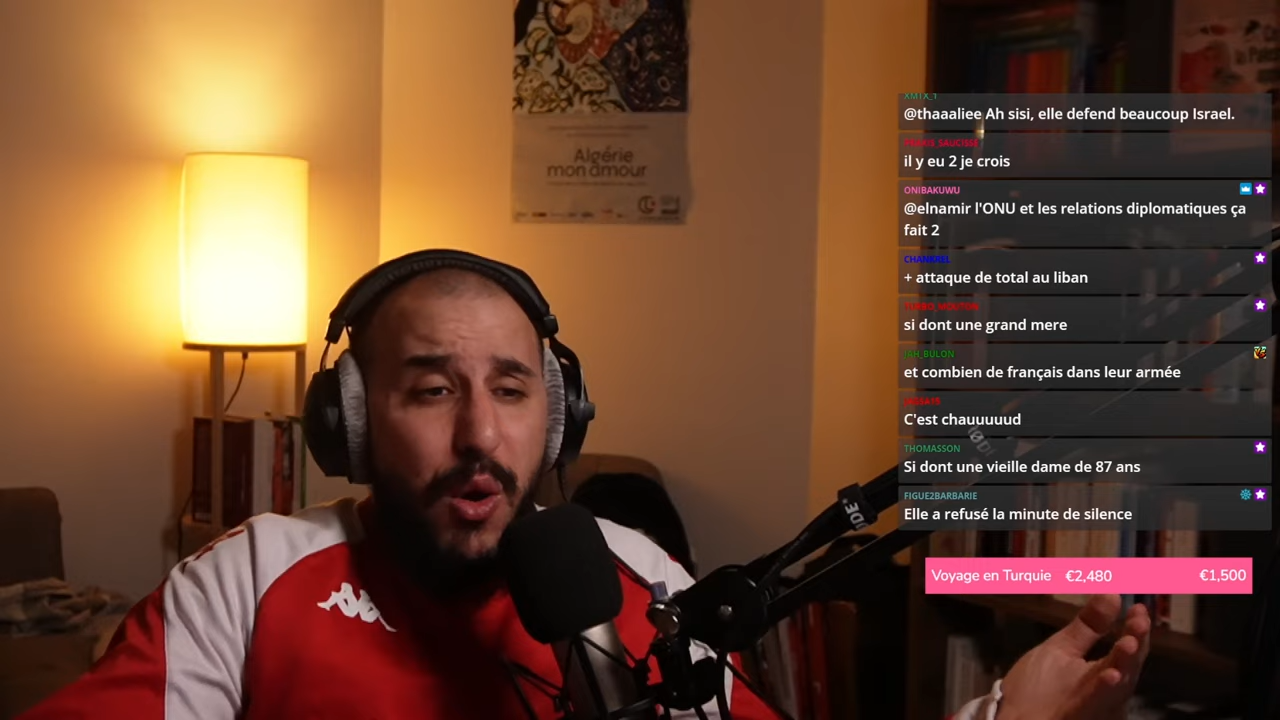 Algérie
mon amour
@thaaaliee Ah sisi, elle defend beaucoup Israel.
il y eu 2 je crois
ONIBAKUWU
@elnamir l'ONU et les relations diplomatiques ça
fait 2
CHANKREL
+ attaque de total au liban
TURBO_MOUTON
si dont une grand mere
JAH_BULON
et combien de français dans leur armée
C'est chauuuuud
THOMASSON
Si dont une vieille dame de 87 ans
FIGUE2BARBARIE
Elle a refusé la minute de silence
Voyage en Turquie €2,480 €1,500